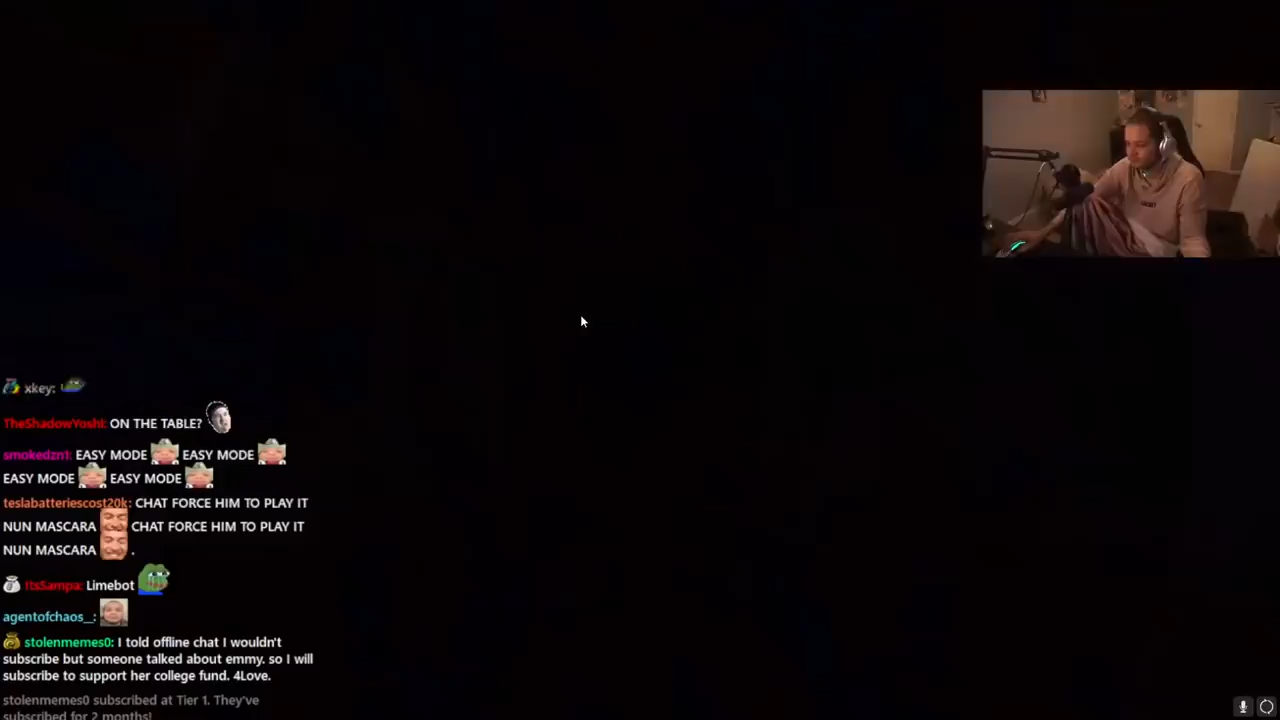 xkey:
TheShadowYoshi: ON THE TABLE?
smokedzn1: EASY MODE EASY MODE
EASY MODE EASY MODE
teslabatteriescost20k: CHAT FORCE HIM TO PLAY IT
NUN MASCARA CHAT FORCE HIM TO PLAY IT
NUN MASCARA .
ItsSampa: Limebot
agentofchaos__:
stolenmemes0: I told offline chat I wouldn't
subscribe but someone talked about emmy. so I will
subscribe to support her college fund. 4Love.
stolenmemes0 subscribed at Tier 1. They've
subscribed for 2 months!